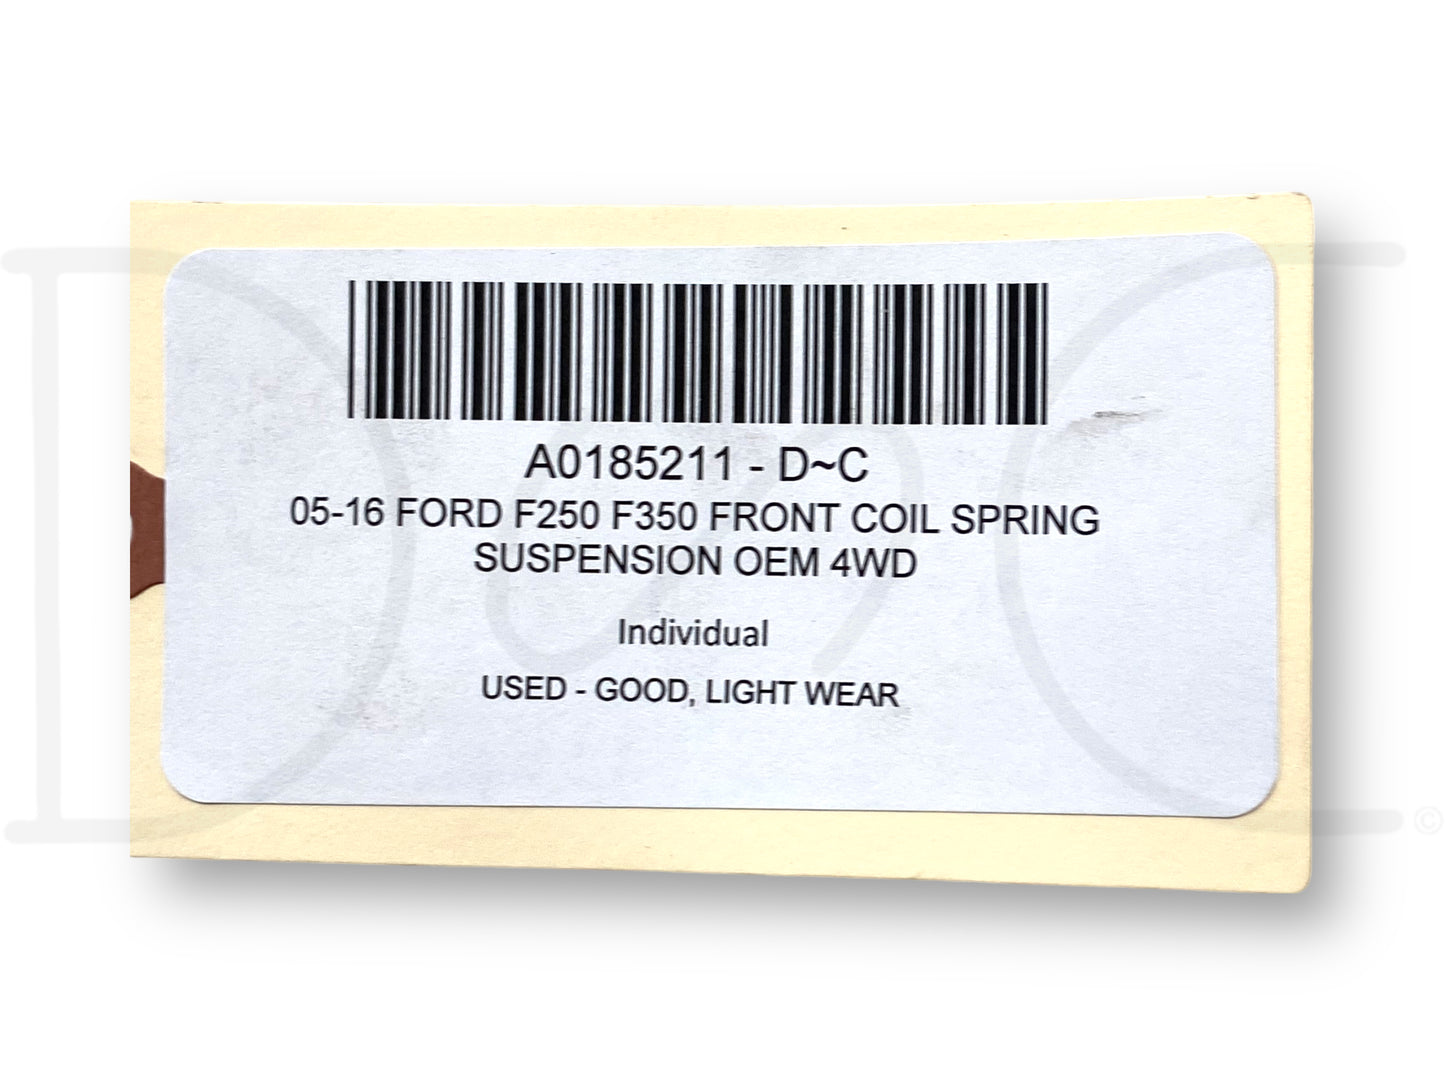 A0185211 - D~C
05-16 FORD F250 F350 FRONT COIL SPRING
SUSPENSION OEM 4WD
Individual
USED - GOOD, LIGHT WEAR
©